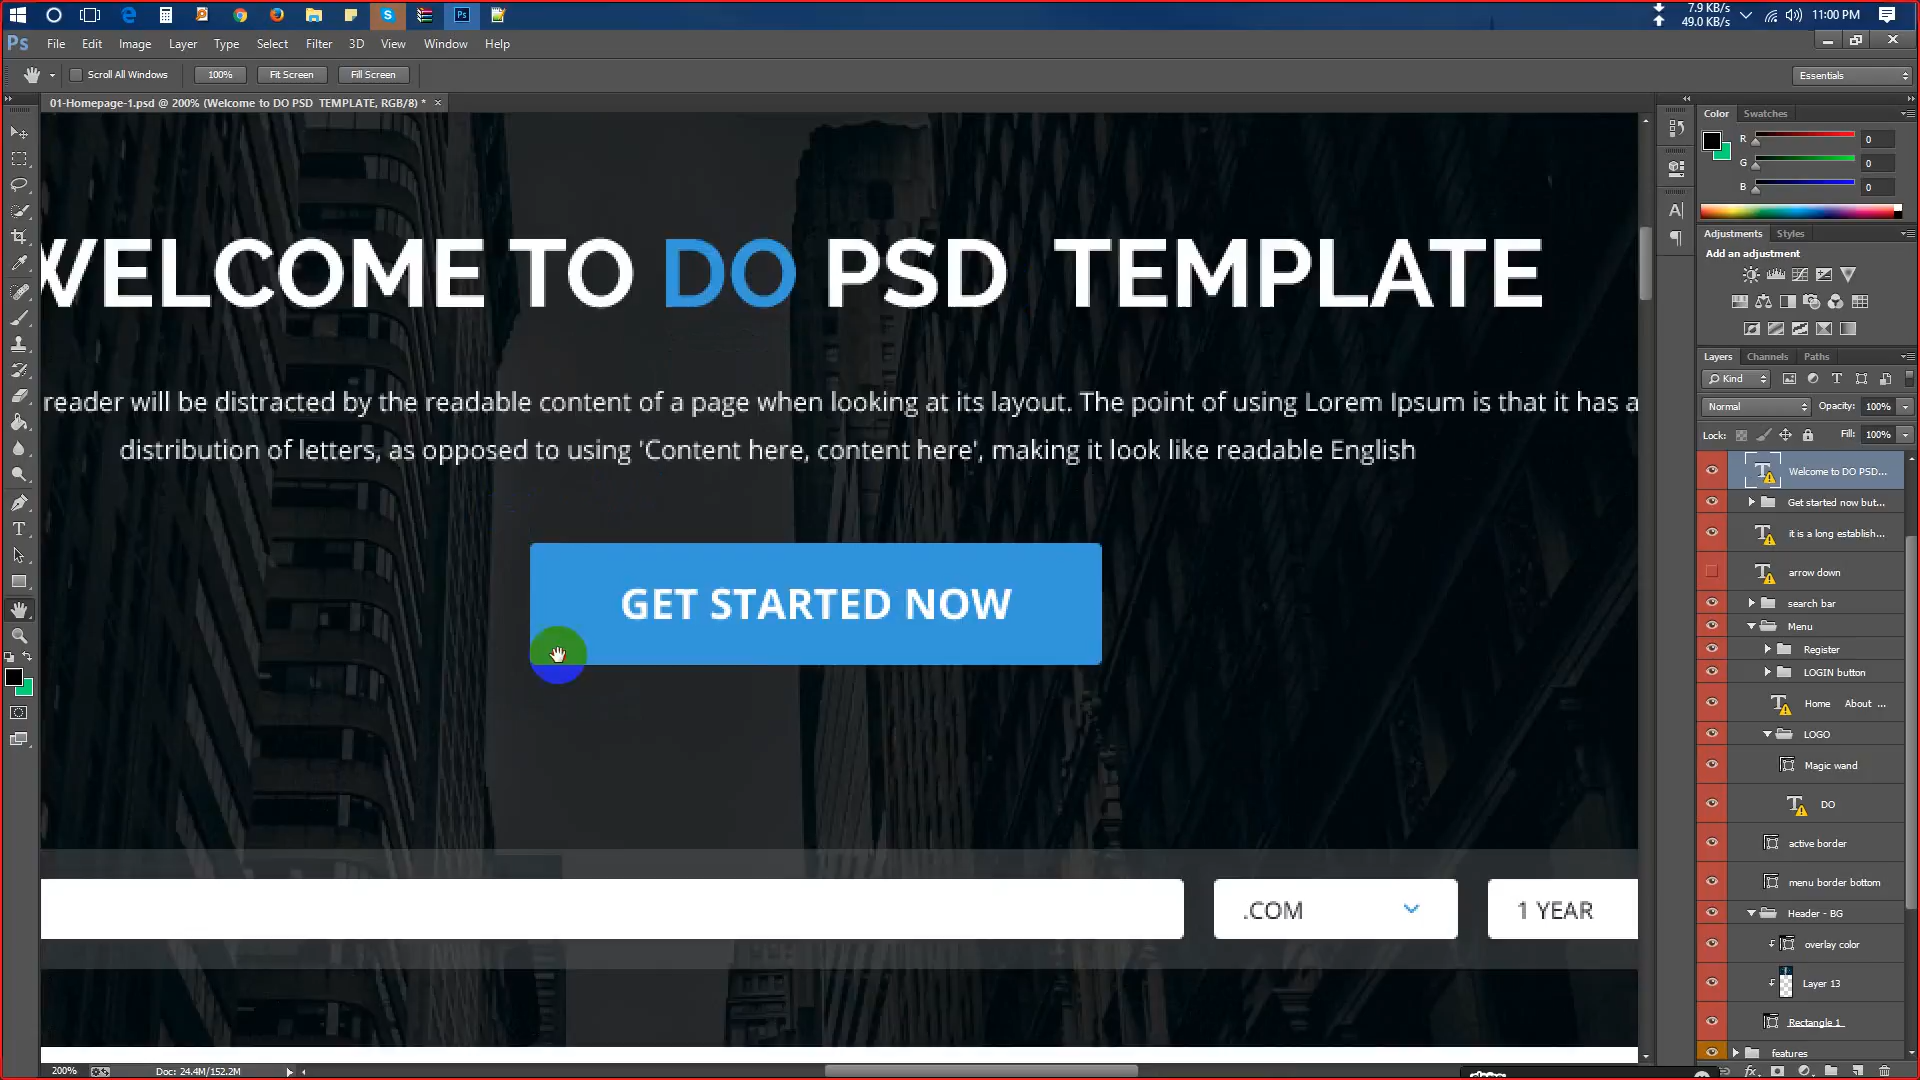 7.9 KB/s
49.0 KB/s
11:00 PM
Ps File Edit Image Layer Type Select Filter 3D View Window Help
Scroll All Windows 100% Fit Screen Fill Screen Essentials
01-Homepage-1.psd @ 200% (Welcome to DO PSD  TEMPLATE, RGB/8) *
WELCOME TO DO PSD  TEMPLATE
reader will be distracted by the readable content of a page when looking at its layout. The point of using Lorem Ipsum is that it has a
distribution of letters, as opposed to using 'Content here, content here', making it look like readable English
GET STARTED NOW
.COM
1 YEAR
Color Swatches
R 0
G 0
B 0
Adjustments Styles
Add an adjustment
Layers Channels Paths
Kind
Normal Opacity: 100%
Lock: Fill: 100%
Welcome to DO PSD...
Get started now but...
it is a long establish...
arrow down
search bar
Menu
Register
LOGIN button
Home About ...
LOGO
Magic wand
DO
active border
menu border bottom
Header - BG
overlay color
Layer 13
Rectangle 1
features
200% Doc: 24.4M/152.2M